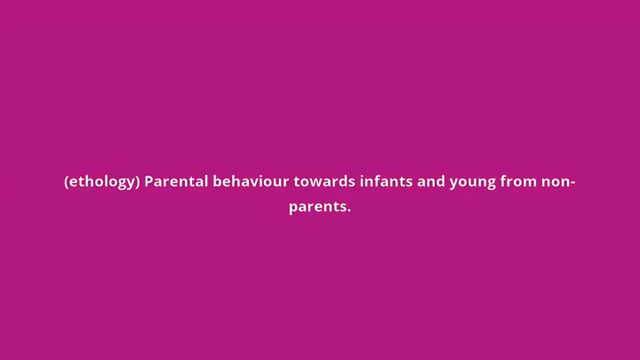 (ethology) Parental behaviour towards infants and young from non-
parents.